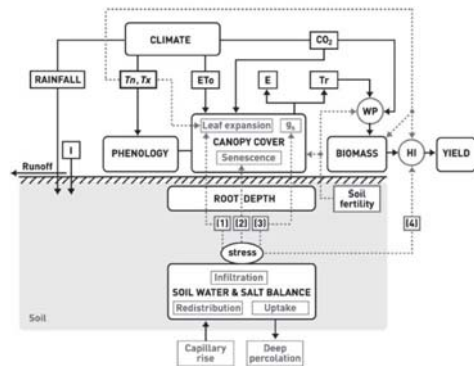 CLIMATE
CO₂
RAINFALL
Tn, Tx
ETo
E
Tr
WP
I
Leaf expansion
gs
CANOPY COVER
Senescence
PHENOLOGY
BIOMASS
HI
YIELD
Runoff
ROOT DEPTH
Soil
fertility
(1) (2) (3)
(4)
stress
Infiltration
SOIL WATER & SALT BALANCE
Redistribution
Uptake
Soil
Capillary
rise
Deep
percolation